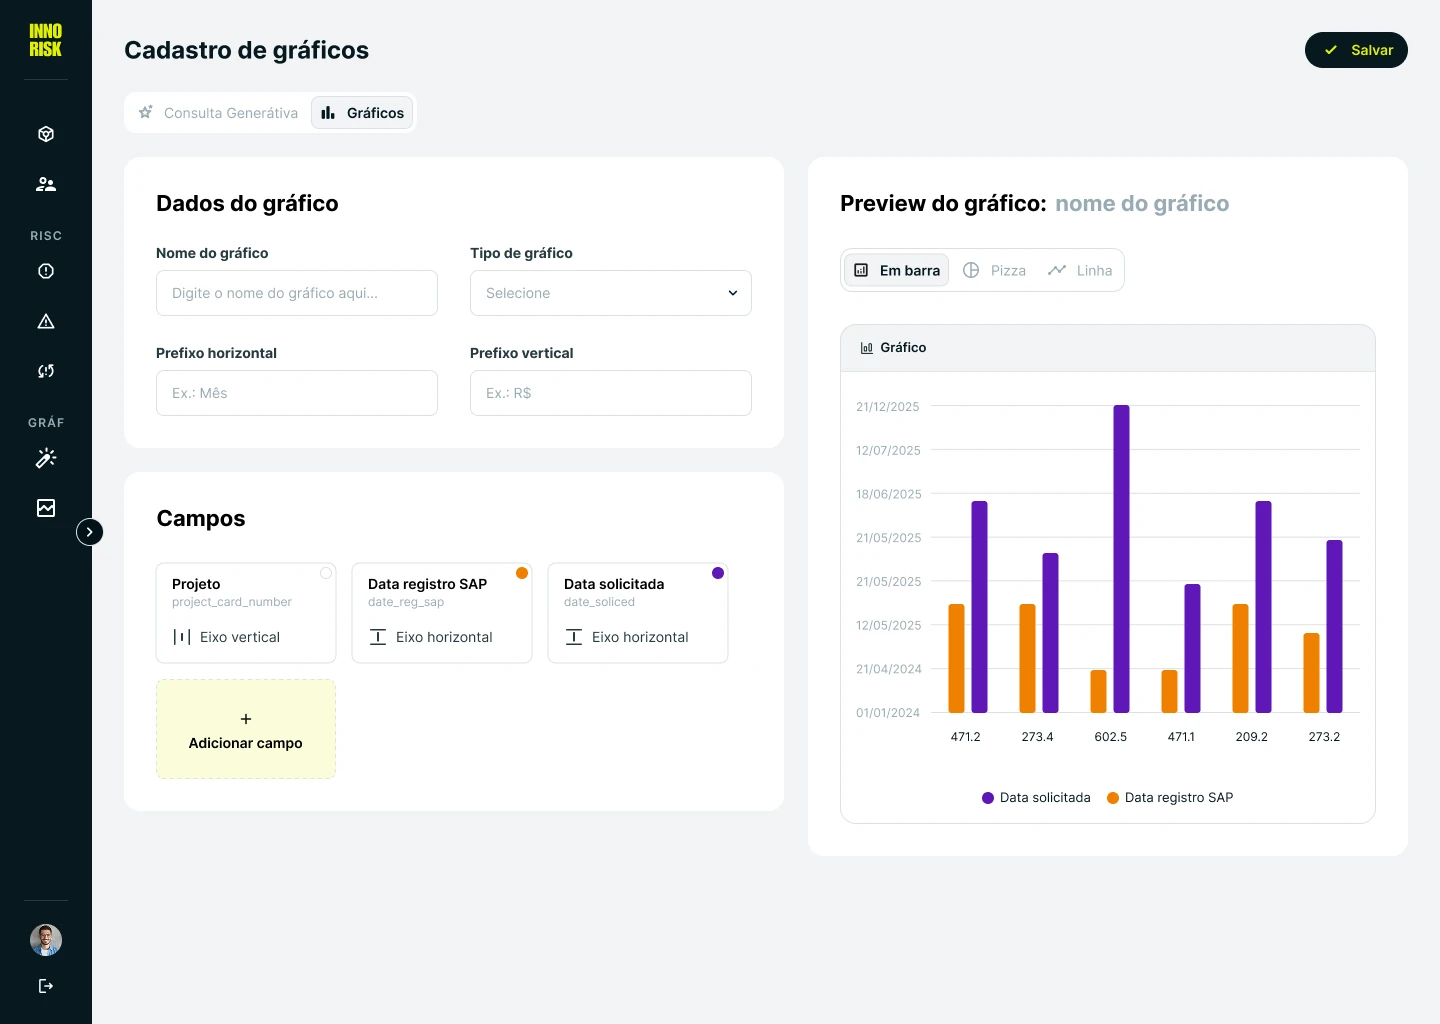 INNO
RISK
RISC
GRÁF
Cadastro de gráficos
Salvar
Consulta Generátiva
Gráficos
Dados do gráfico
Nome do gráfico
Tipo de gráfico
Digite o nome do gráfico aqui...
Selecione
Prefixo horizontal
Prefixo vertical
Ex.: Mês
Ex.: R$
Campos
Projeto
project_card_number
Eixo vertical
Data registro SAP
date_reg_sap
Eixo horizontal
Data solicitada
date_soliced
Eixo horizontal
+
Adicionar campo
Preview do gráfico: nome do gráfico
Em barra
Pizza
Linha
Gráfico
21/12/2025
12/07/2025
18/06/2025
21/05/2025
21/05/2025
12/05/2025
21/04/2024
01/01/2024
471.2 273.4 602.5 471.1 209.2 273.2
Data solicitada Data registro SAP